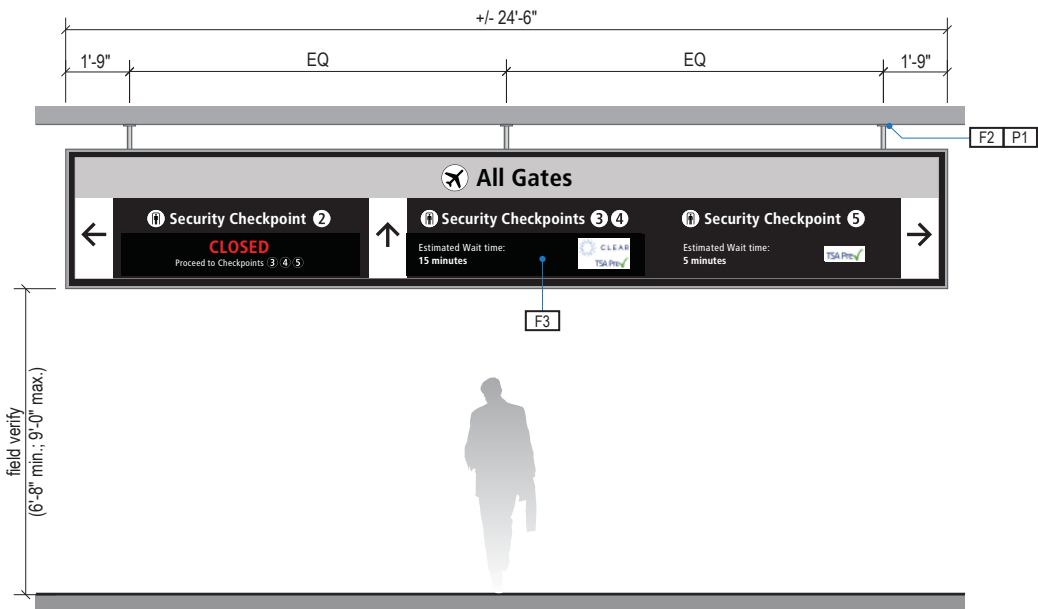 +/- 24'-6"
1'-9" EQ EQ 1'-9"
F2 P1
All Gates
Security Checkpoint 2
CLOSED
Proceed to Checkpoints 3 4 5
Security Checkpoints 3 4
Estimated Wait time:
15 minutes
CLEAR
TSA Pre✓
Security Checkpoint 5
Estimated Wait time:
5 minutes
TSA Pre✓
F3
field verify
(6'-8" min.; 9'-0" max.)